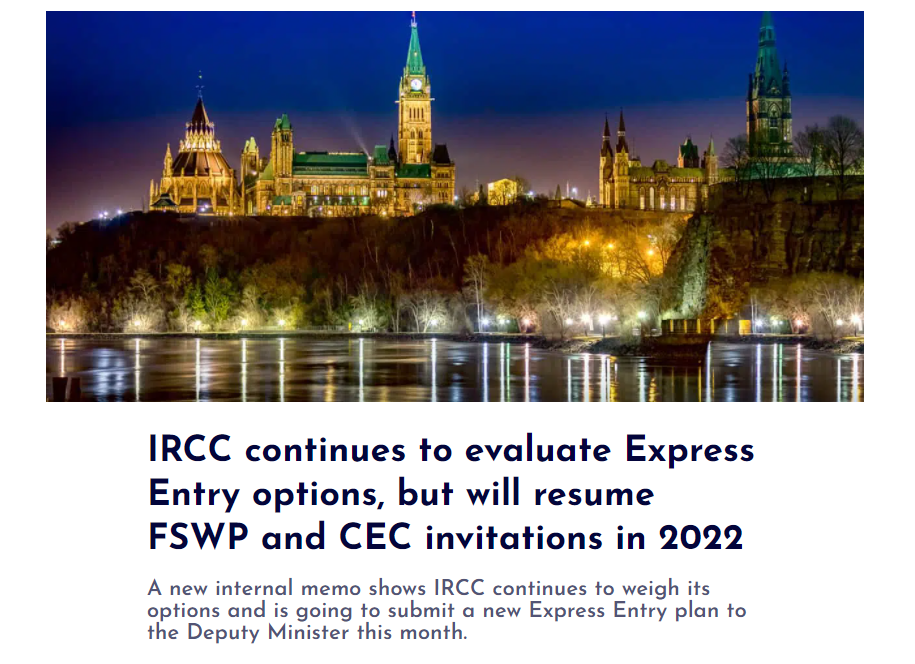 IRCC continues to evaluate Express
Entry options, but will resume
FSWP and CEC invitations in 2022
A new internal memo shows IRCC continues to weigh its
options and is going to submit a new Express Entry plan to
the Deputy Minister this month.